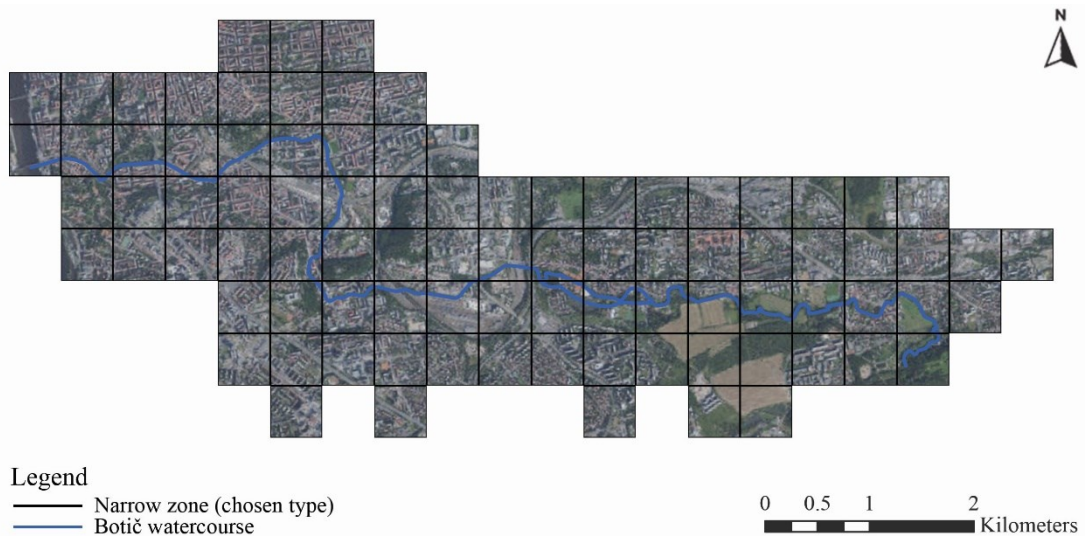 N
Legend
Narrow zone (chosen type)
Botič watercourse
0 0.5 1 2
Kilometers